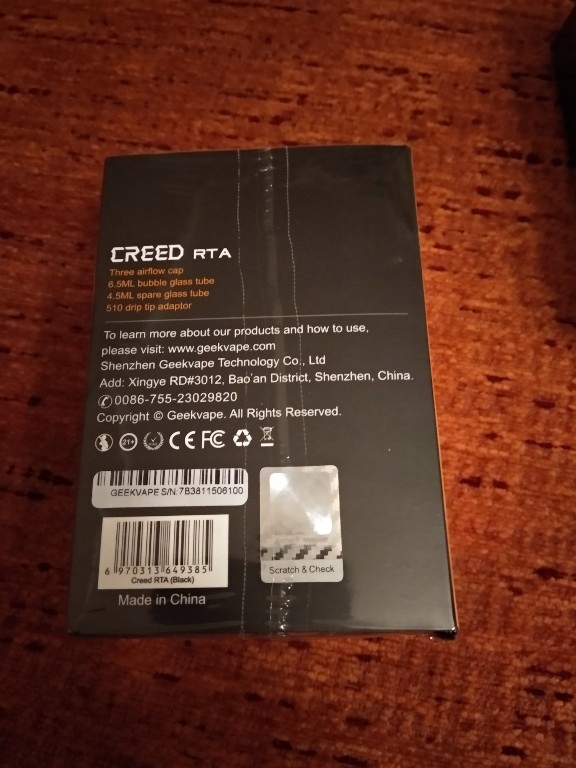 CREED RTA
Three airflow cap
6.5ML bubble glass tube
4.5ML spare glass tube
510 drip tip adaptor
To learn more about our products and how to use,
please visit: www.geekvape.com
Shenzhen Geekvape Technology Co., Ltd
Add: Xingye RD#3012, Bao'an District, Shenzhen, China.
0086-755-23029820
Copyright © Geekvape. All Rights Reserved.
21+ CE FC
GEEKVAPE S/N:7B3811506100
6 970313 649385
Creed RTA (Black)
Scratch & Check
Made in China